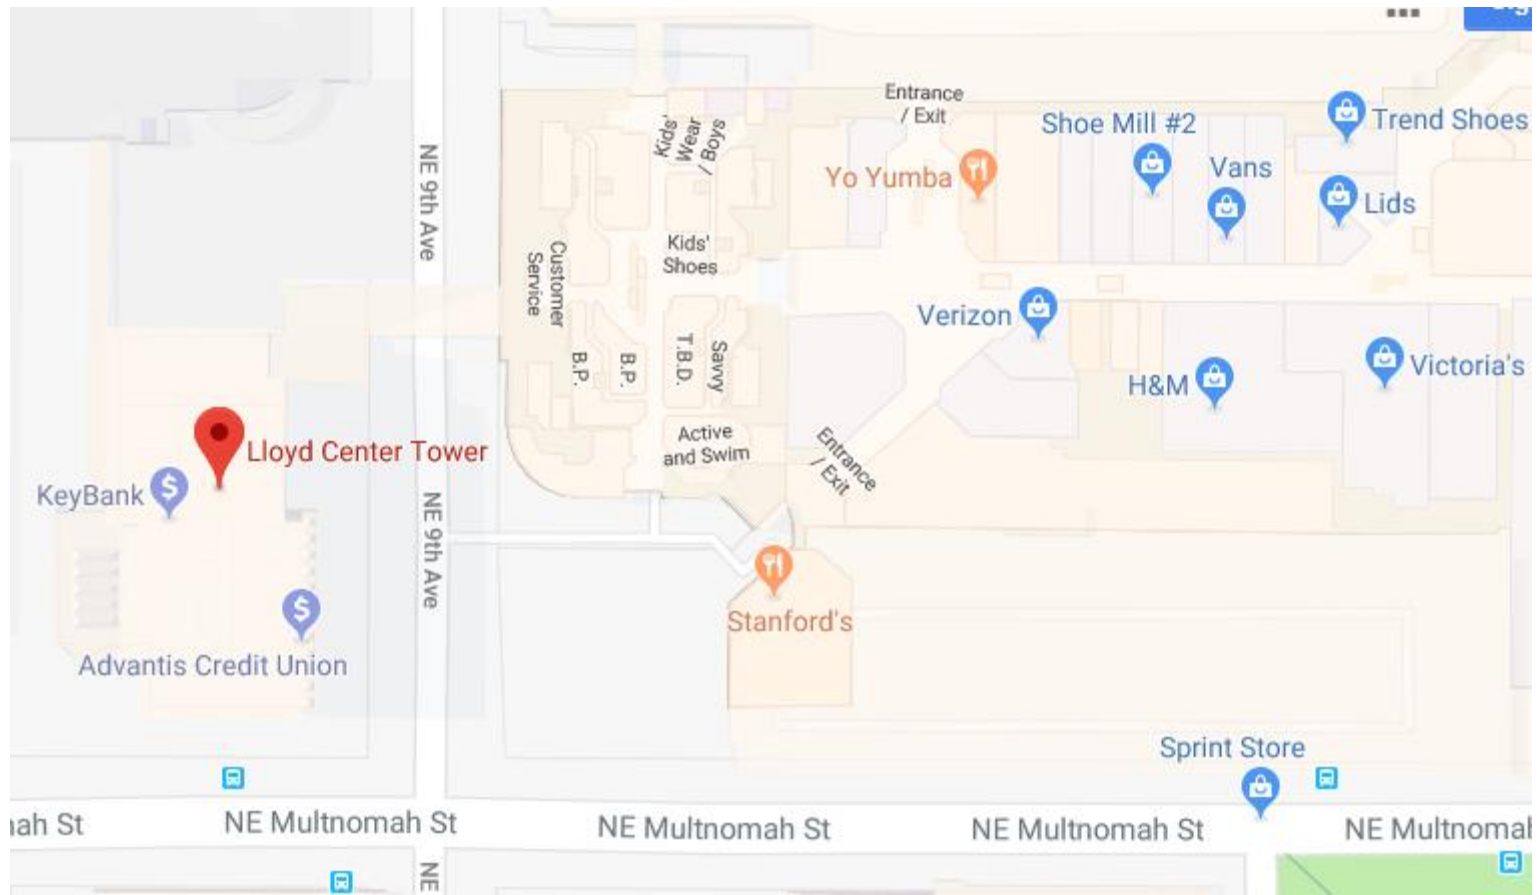 Entrance
/ Exit
Shoe Mill #2
Trend Shoes
Kids'
Wear
/ Boys
NE 9th Ave
Yo Yumba
Vans
Lids
Kids'
Shoes
Customer
Service
Verizon
B.P.
B.P.
T.B.D.
Savvy
H&M
Victoria's
Active
and Swim
Entrance
/ Exit
Lloyd Center Tower
KeyBank
NE 9th Ave
Stanford's
Advantis Credit Union
Sprint Store
nah St
NE Multnomah St
NE Multnomah St
NE Multnomah St
NE Multnomah
NE